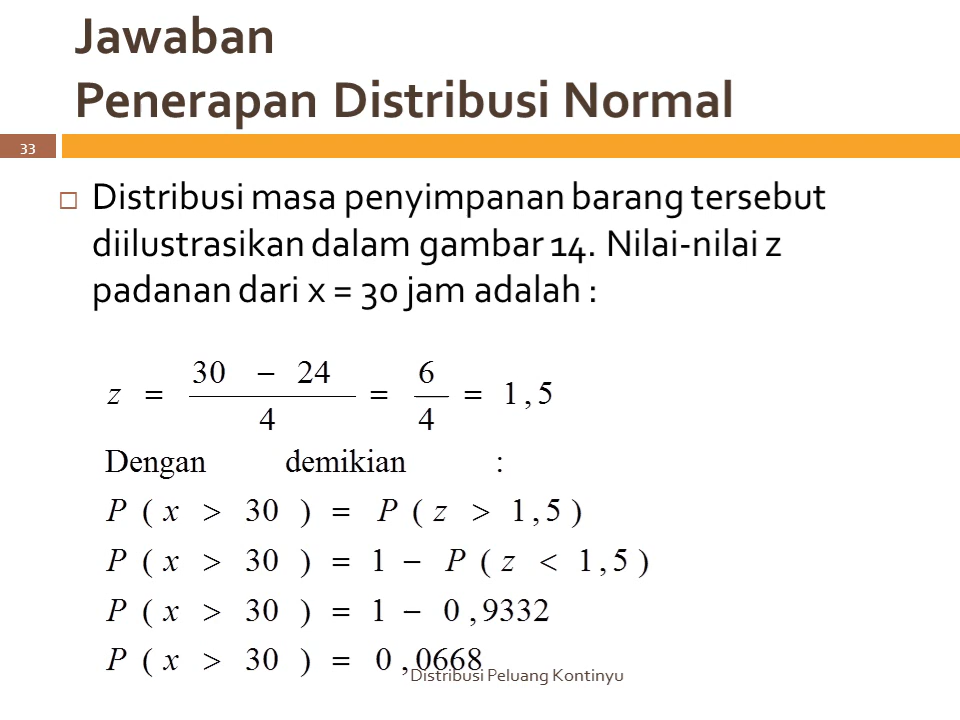 Jawaban
Penerapan Distribusi Normal
33
□ Distribusi masa penyimpanan barang tersebut
diilustrasikan dalam gambar 14. Nilai-nilai z
padanan dari x = 30 jam adalah :
z = (30 − 24)/4 = 6/4 = 1,5
Dengan demikian :
P ( x > 30 ) = P ( z > 1,5 )
P ( x > 30 ) = 1 − P ( z < 1,5 )
P ( x > 30 ) = 1 − 0,9332
P ( x > 30 ) = 0,0668
Distribusi Peluang Kontinyu